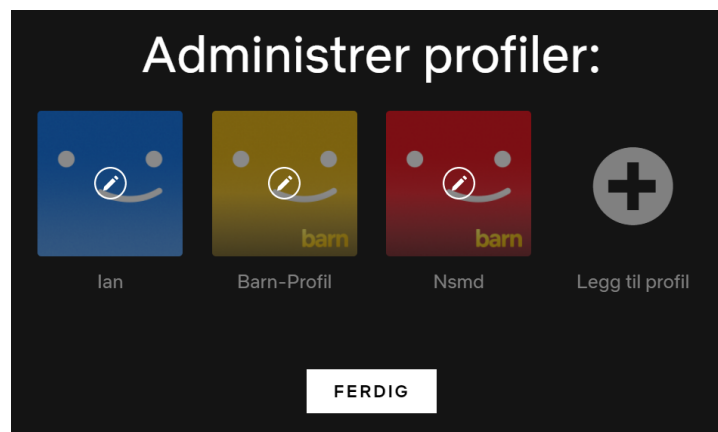 Administrer profiler:
barn
barn
Ian
Barn-Profil
Nsmd
Legg til profil
FERDIG